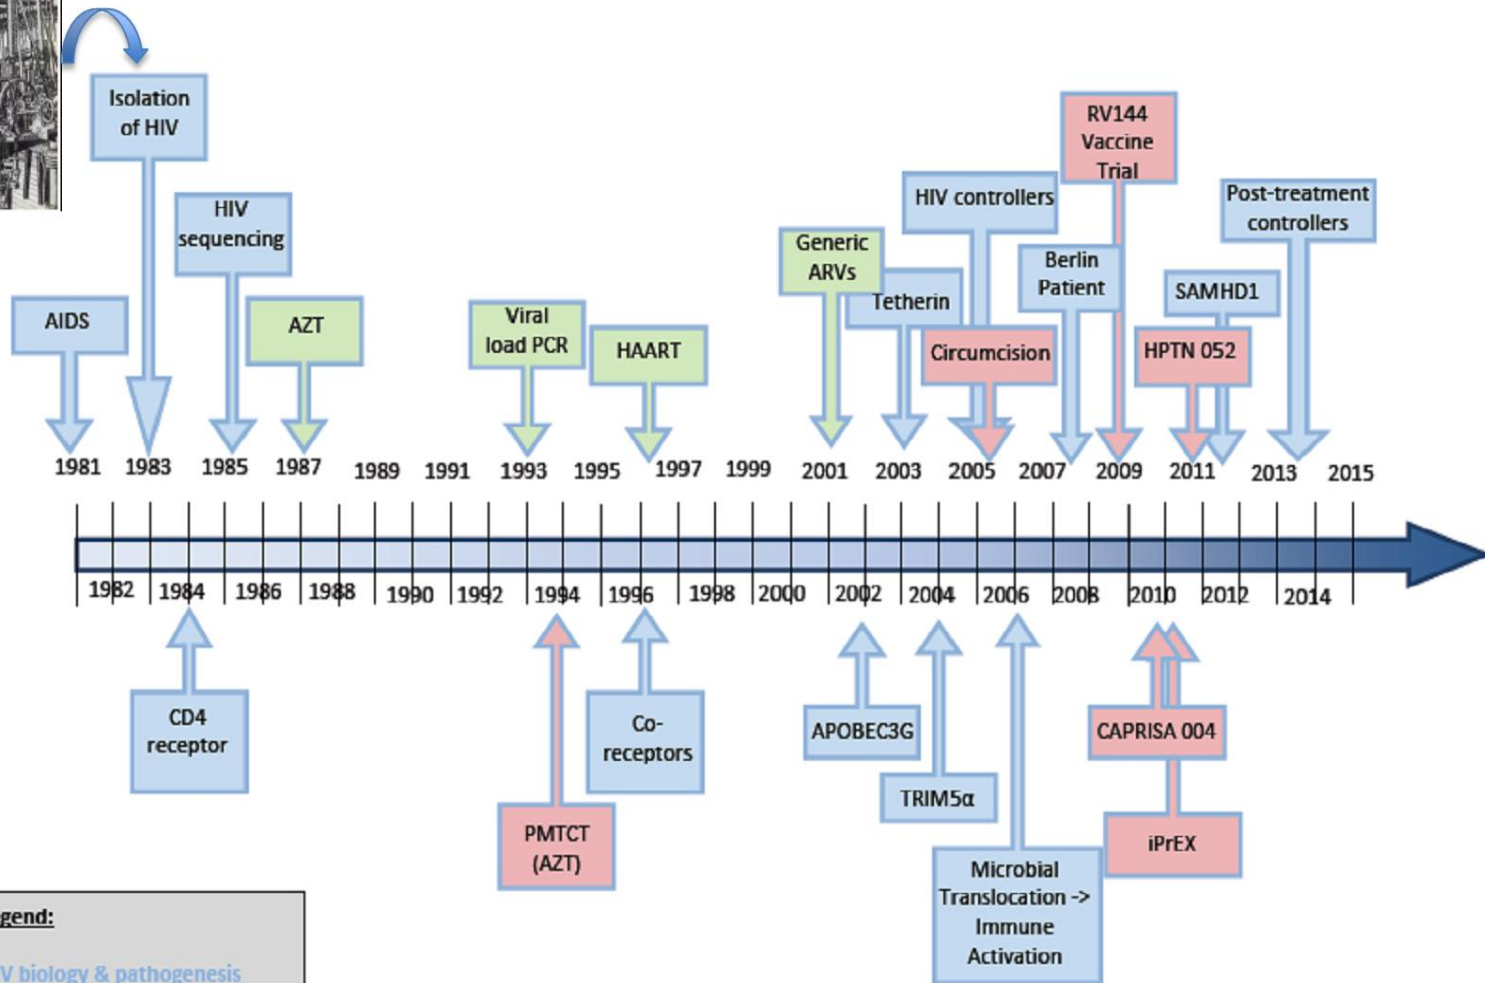 Isolation
of HIV
HIV
sequencing
AIDS
AZT
Viral
load PCR
HAART
Generic
ARVs
Tetherin
HIV controllers
Circumcision
Berlin
Patient
RV144
Vaccine
Trial
HPTN 052
SAMHD1
Post-treatment
controllers
1981 1983 1985 1987 1989 1991 1993 1995 1997 1999 2001 2003 2005 2007 2009 2011 2013 2015
1982 1984 1986 1988 1990 1992 1994 1996 1998 2000 2002 2004 2006 2008 2010 2012 2014
CD4
receptor
PMTCT
(AZT)
Co-
receptors
APOBEC3G
TRIM5α
Microbial
Translocation ->
Immune
Activation
CAPRISA 004
iPrEX
gend:
V biology & pathogenesis